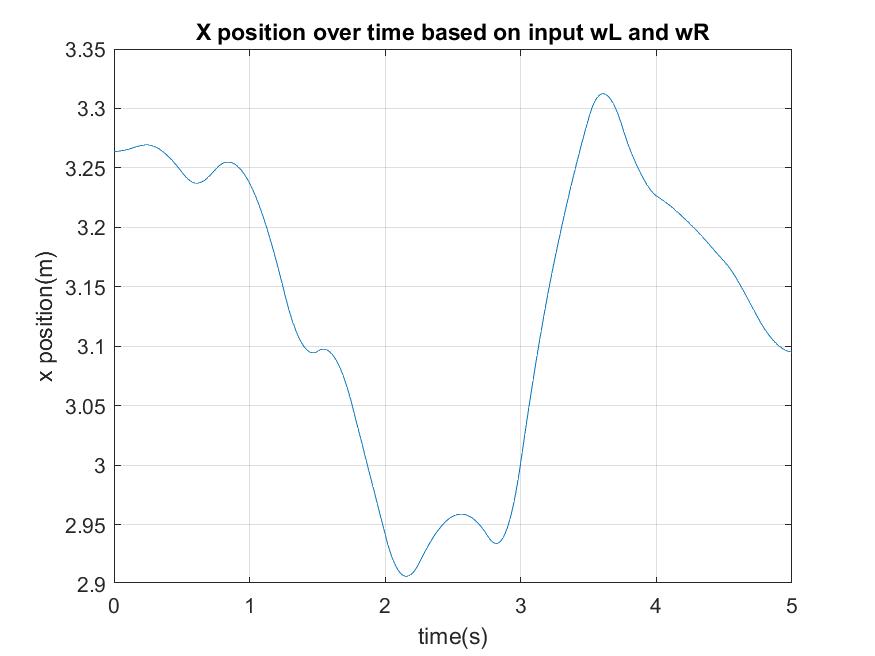 X position over time based on input wL and wR
3.35
3.3
3.25
3.2
3.15
3.1
3.05
3
2.95
2.9
x position(m)
0 1 2 3 4 5
time(s)